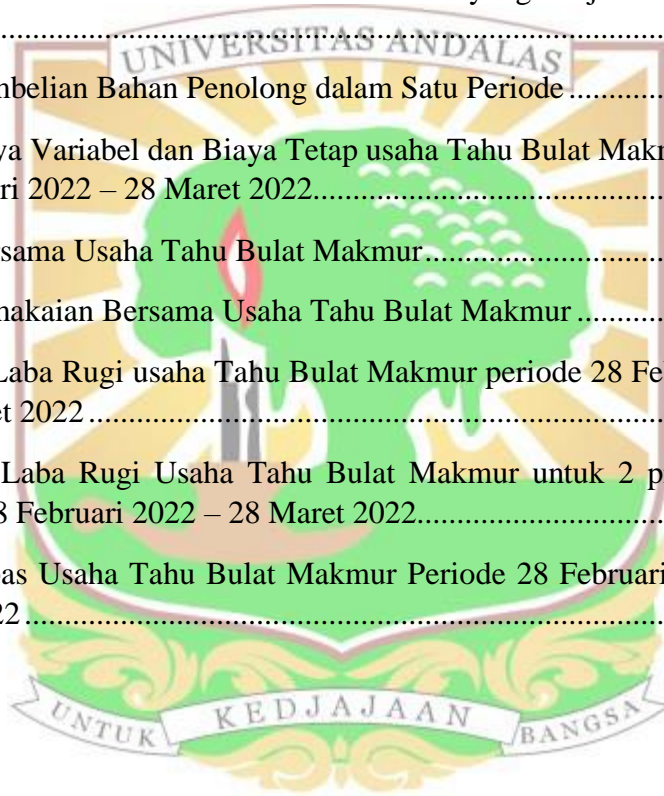 UNIVERSITAS ANDALAS
mbelian Bahan Penolong dalam Satu Periode............
ya Variabel dan Biaya Tetap usaha Tahu Bulat Makm
ri 2022 – 28 Maret 2022..........................................
sama Usaha Tahu Bulat Makmur............................
makaian Bersama Usaha Tahu Bulat Makmur...........
Laba Rugi usaha Tahu Bulat Makmur periode 28 Fe
et 2022.....................................................................
Laba Rugi Usaha Tahu Bulat Makmur untuk 2 p
8 Februari 2022 – 28 Maret 2022..............................
as Usaha Tahu Bulat Makmur Periode 28 Februari
22............................................................................
UNTUK KEDJAJAAN BANGSA